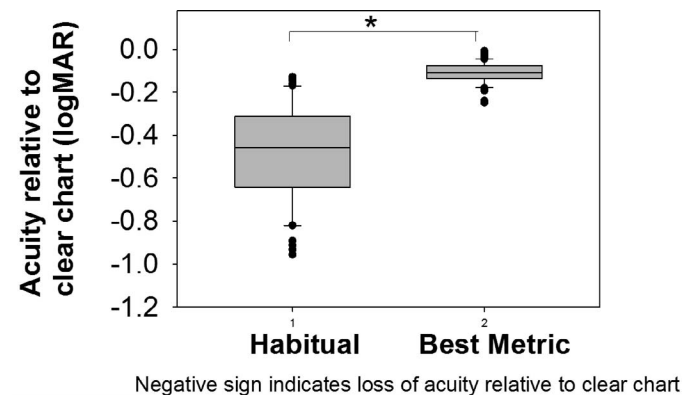 *
Acuity relative to
clear chart (logMAR)
0.0
-0.2
-0.4
-0.6
-0.8
-1.0
-1.2
1 2
Habitual Best Metric
Negative sign indicates loss of acuity relative to clear chart